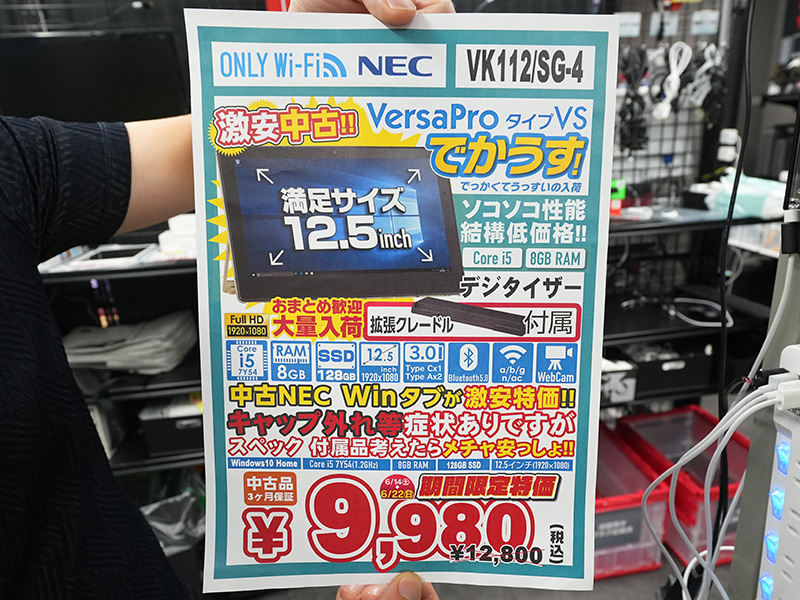 ONLY Wi-Fi NEC VK112/SG-4
激安中古!! VersaPro タイプVS
でかうす!
でっかくてうっすいの入荷
満足サイズ
12.5inch
ソコソコ性能
結構低価格!!
Core i5 8GB RAM
デジタイザー
Full HD
1920×1080
おまとめ歓迎
大量入荷
拡張クレードル 付属
Core
i5
7Y54
RAM
8GB
SSD
128GB
12.5
inch
1920×1080
3.0
Type C×1
Type A×2
Bluetooth5.0
a/b/g
n/ac
WebCam
中古NEC Winタブが激安特価!!
キャップ外れ等症状ありですが
スペック 付属品考えたらメチャ安っしょ!!
Windows10 Home Core i5 7Y54(1.2GHz) 8GB RAM 128GB SSD 12.5インチ(1920×1080)
中古品
3ヶ月保証
6/14(土)
6/22(日)
期間限定特価
¥9,980(税込)
¥12,800